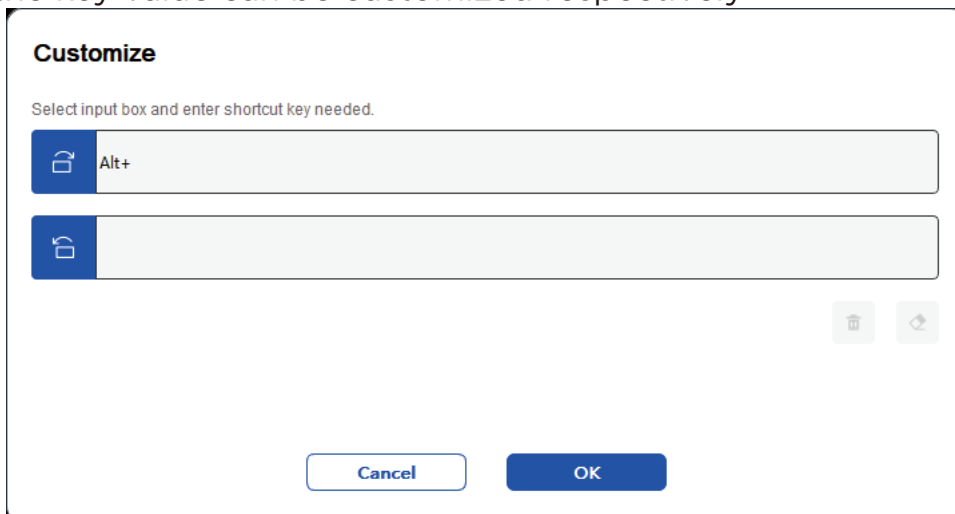 Customize
Select input box and enter shortcut key needed.
Alt+
Cancel
OK